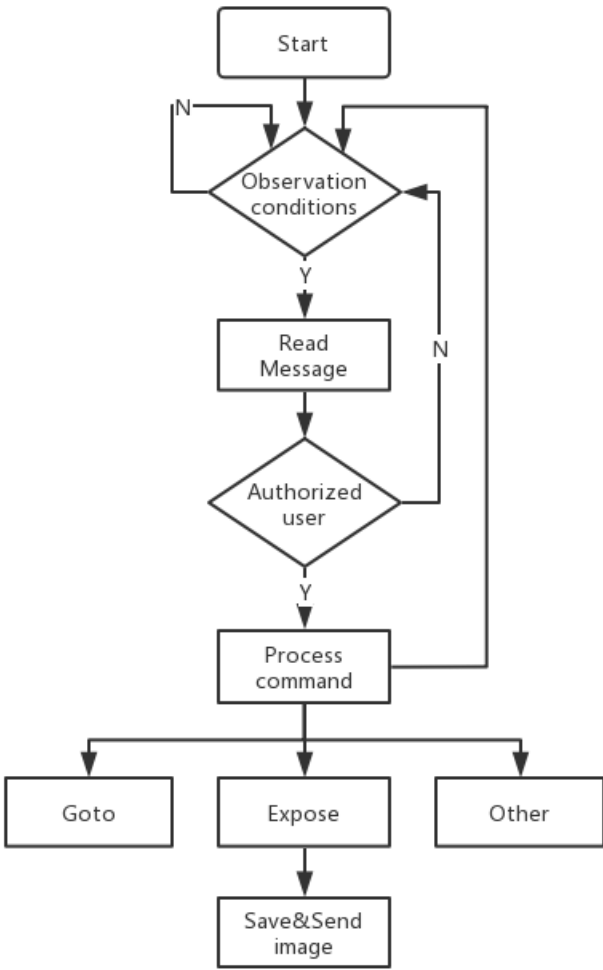 Start
N
Observation
conditions
Y
Read
Message
N
Authorized
user
Y
Process
command
Goto
Expose
Other
Save&Send
image